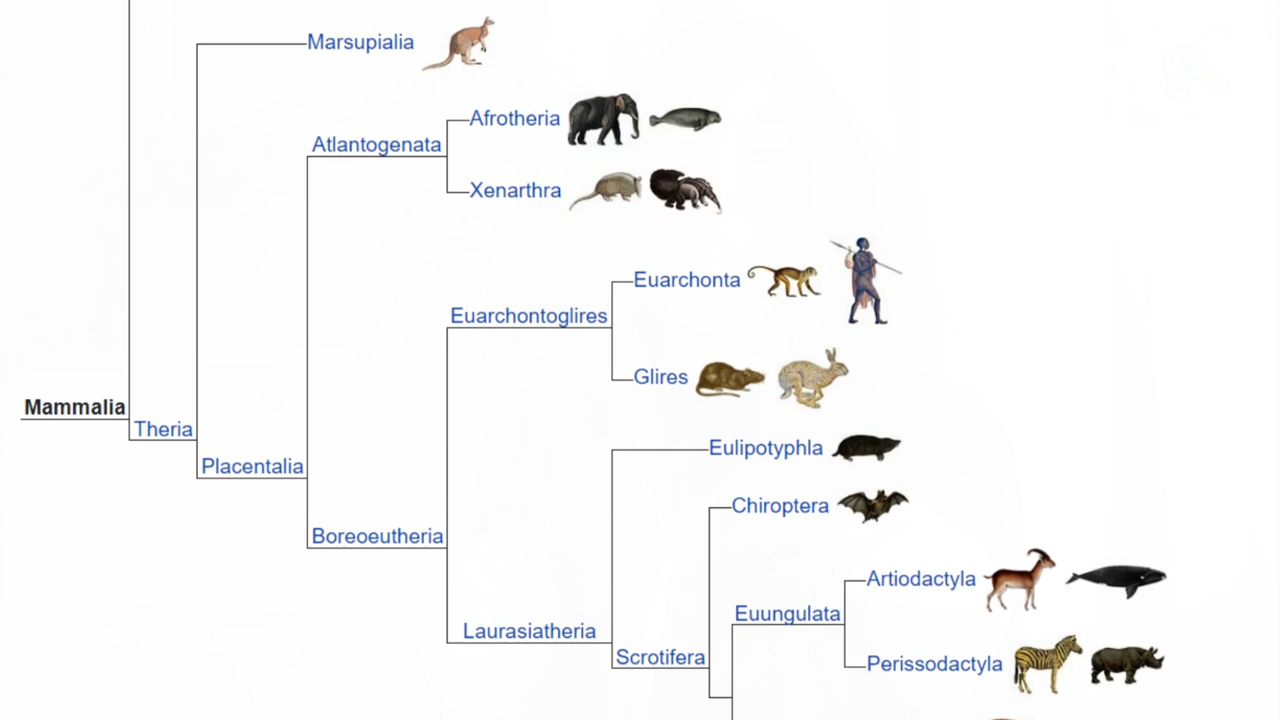 Marsupialia
Afrotheria
Atlantogenata
Xenarthra
Euarchonta
Euarchontoglires
Glires
Mammalia
Theria
Eulipotyphla
Placentalia
Chiroptera
Boreoeutheria
Artiodactyla
Euungulata
Laurasiatheria
Scrotifera
Perissodactyla